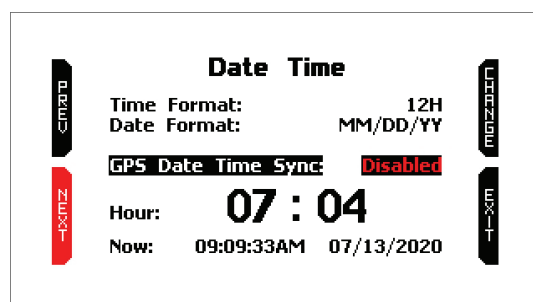 Date Time
PREV
CHANGE
Time Format: 12H
Date Format: MM/DD/YY
GPS Date Time Sync: Disabled
NEXT
EXIT
Hour: 07 : 04
Now: 09:09:33AM 07/13/2020